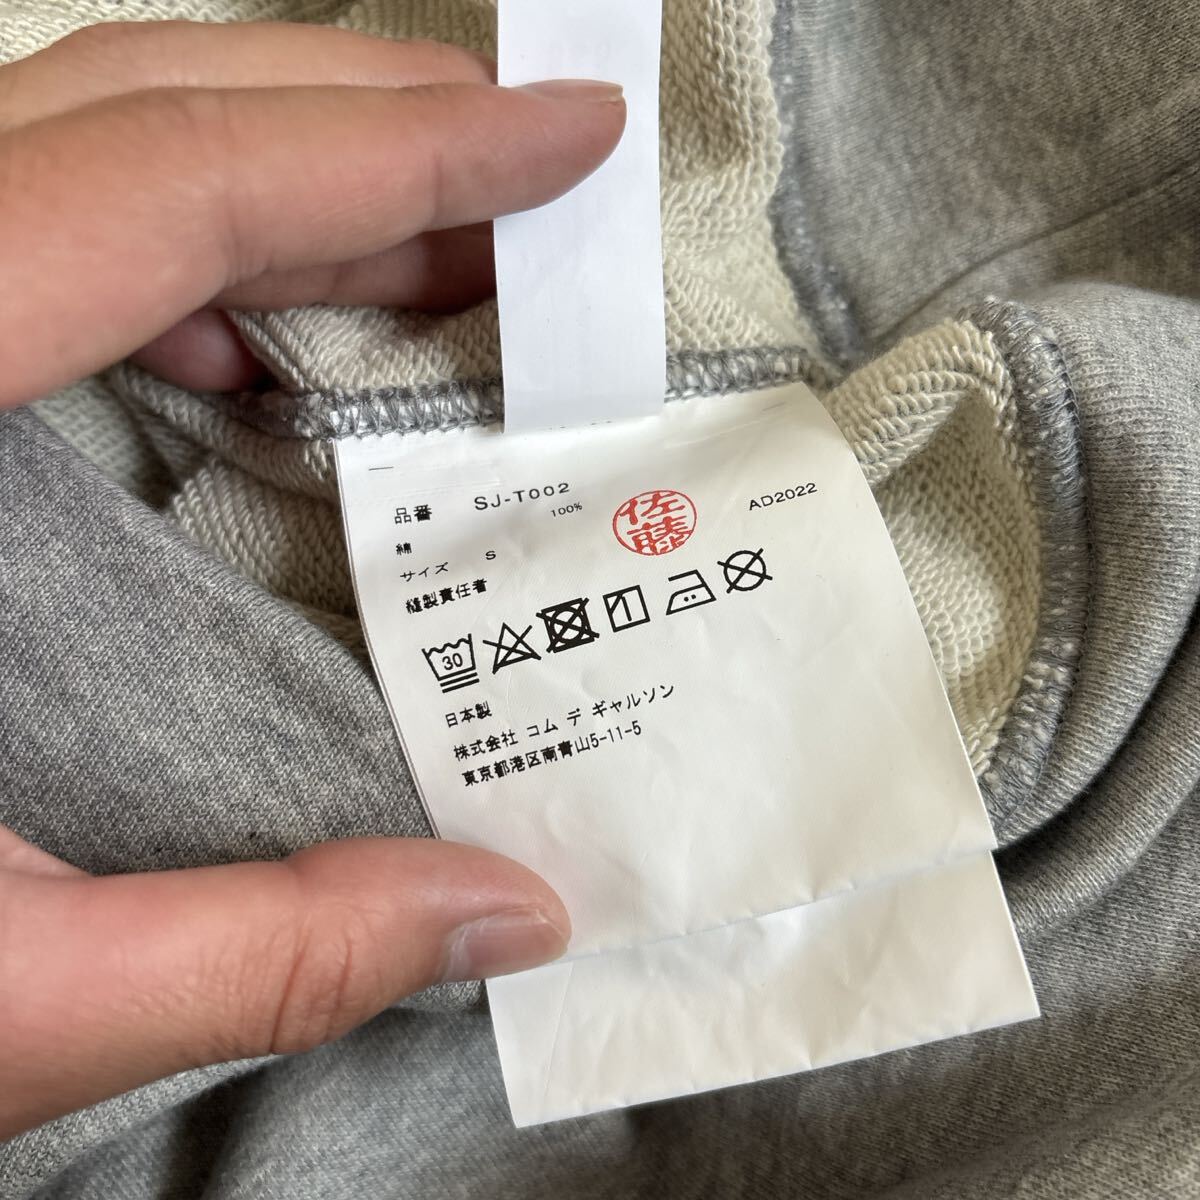 品番 SJ-T002 AD2022
綿 100%
サイズ S
縫製責任者 佐藤
30
日本製
株式会社 コム デ ギャルソン
東京都港区南青山5-11-5